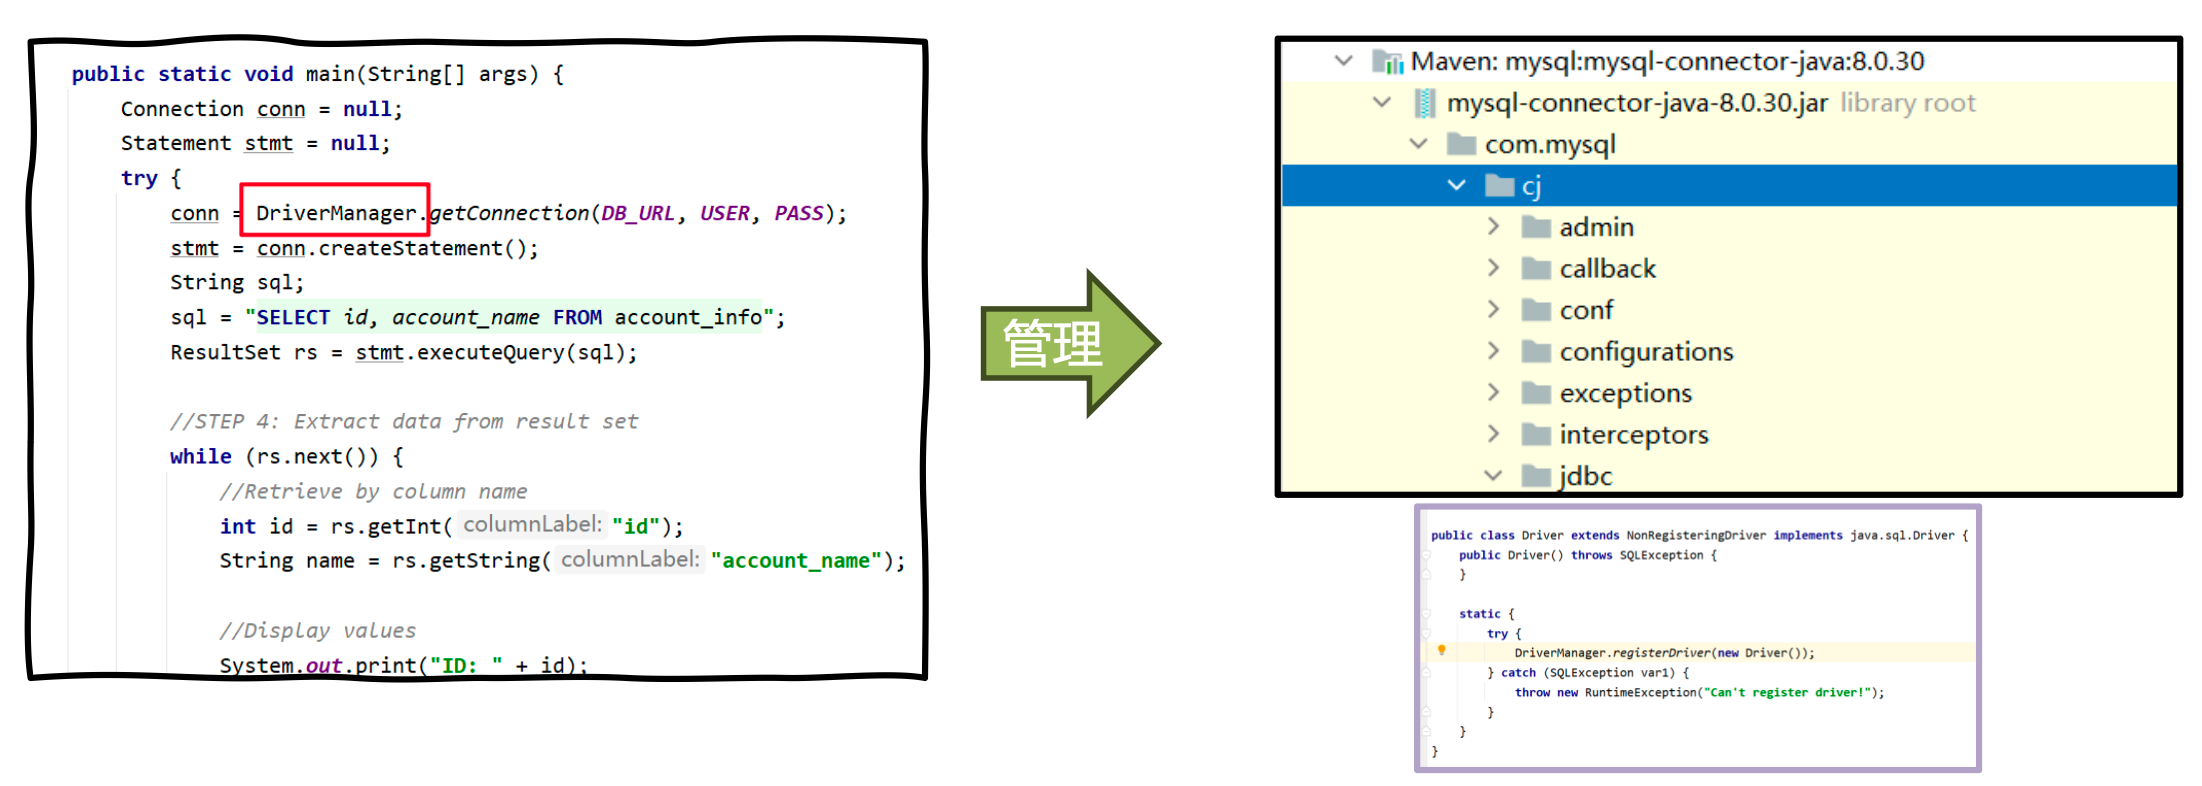 public static void main(String[] args) {
Connection conn = null;
Statement stmt = null;
try {
conn = DriverManager.getConnection(DB_URL, USER, PASS);
stmt = conn.createStatement();
String sql;
sql = "SELECT id, account_name FROM account_info";
ResultSet rs = stmt.executeQuery(sql);
//STEP 4: Extract data from result set
while (rs.next()) {
//Retrieve by column name
int id = rs.getInt( columnLabel: "id");
String name = rs.getString( columnLabel: "account_name");
//Display values
System.out.print("ID: " + id);
管理
Maven: mysql:mysql-connector-java:8.0.30
mysql-connector-java-8.0.30.jar library root
com.mysql
cj
admin
callback
conf
configurations
exceptions
interceptors
jdbc
public class Driver extends NonRegisteringDriver implements java.sql.Driver {
public Driver() throws SQLException {
}
static {
try {
DriverManager.registerDriver(new Driver());
} catch (SQLException var1) {
throw new RuntimeException("Can't register driver!");
}
}
}